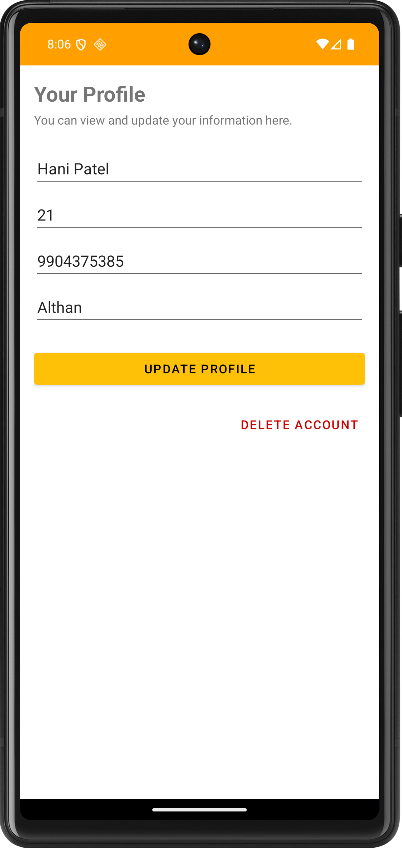 8:06
Your Profile
You can view and update your information here.
Hani Patel
21
9904375385
Althan
UPDATE PROFILE
DELETE ACCOUNT